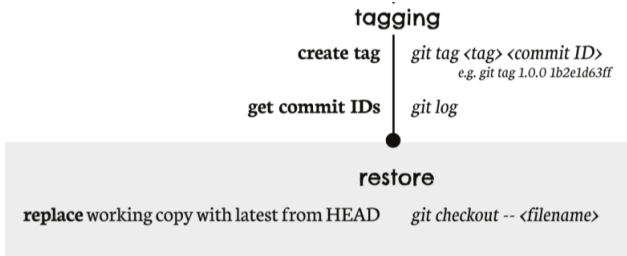 tagging
create tag git tag <tag> <commit ID>
e.g. git tag 1.0.0 1b2e1d63ff
get commit IDs git log
restore
replace working copy with latest from HEAD git checkout -- <filename>